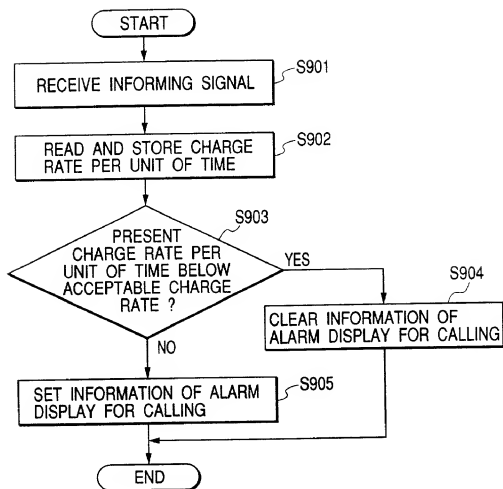 START
S901
RECEIVE INFORMING SIGNAL
S902
READ AND STORE CHARGE
RATE PER UNIT OF TIME
S903
PRESENT
CHARGE RATE PER
UNIT OF TIME BELOW
ACCEPTABLE CHARGE
RATE ?
YES
S904
CLEAR INFORMATION OF
ALARM DISPLAY FOR CALLING
NO
S905
SET INFORMATION OF ALARM
DISPLAY FOR CALLING
END